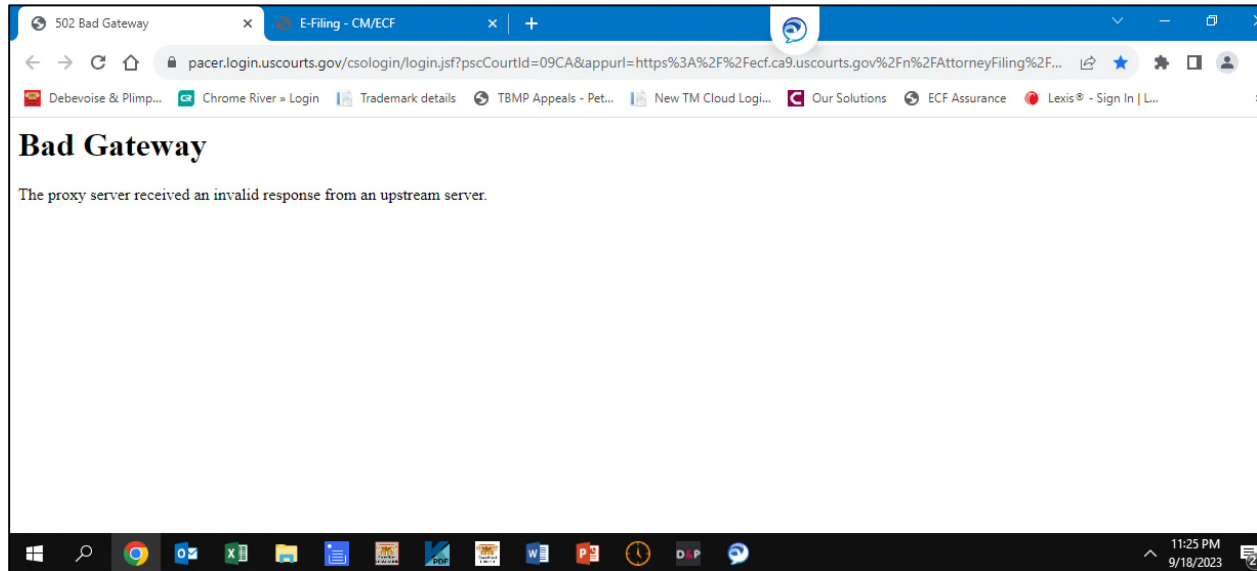 502 Bad Gateway
E-Filing - CM/ECF
pacer.login.uscourts.gov/csologin/login.jsf?pscCourtId=09CA&appurl=https%3A%2F%2Fecf.ca9.uscourts.gov%2Fn%2FAttorneyFiling%2F...
Debevoise & Plimp... CR Chrome River » Login Trademark details TBMP Appeals - Pet... New TM Cloud Logi... C Our Solutions ECF Assurance Lexis® - Sign In | L...
Bad Gateway
The proxy server received an invalid response from an upstream server.
PDF D&P 11:25 PM
9/18/2023